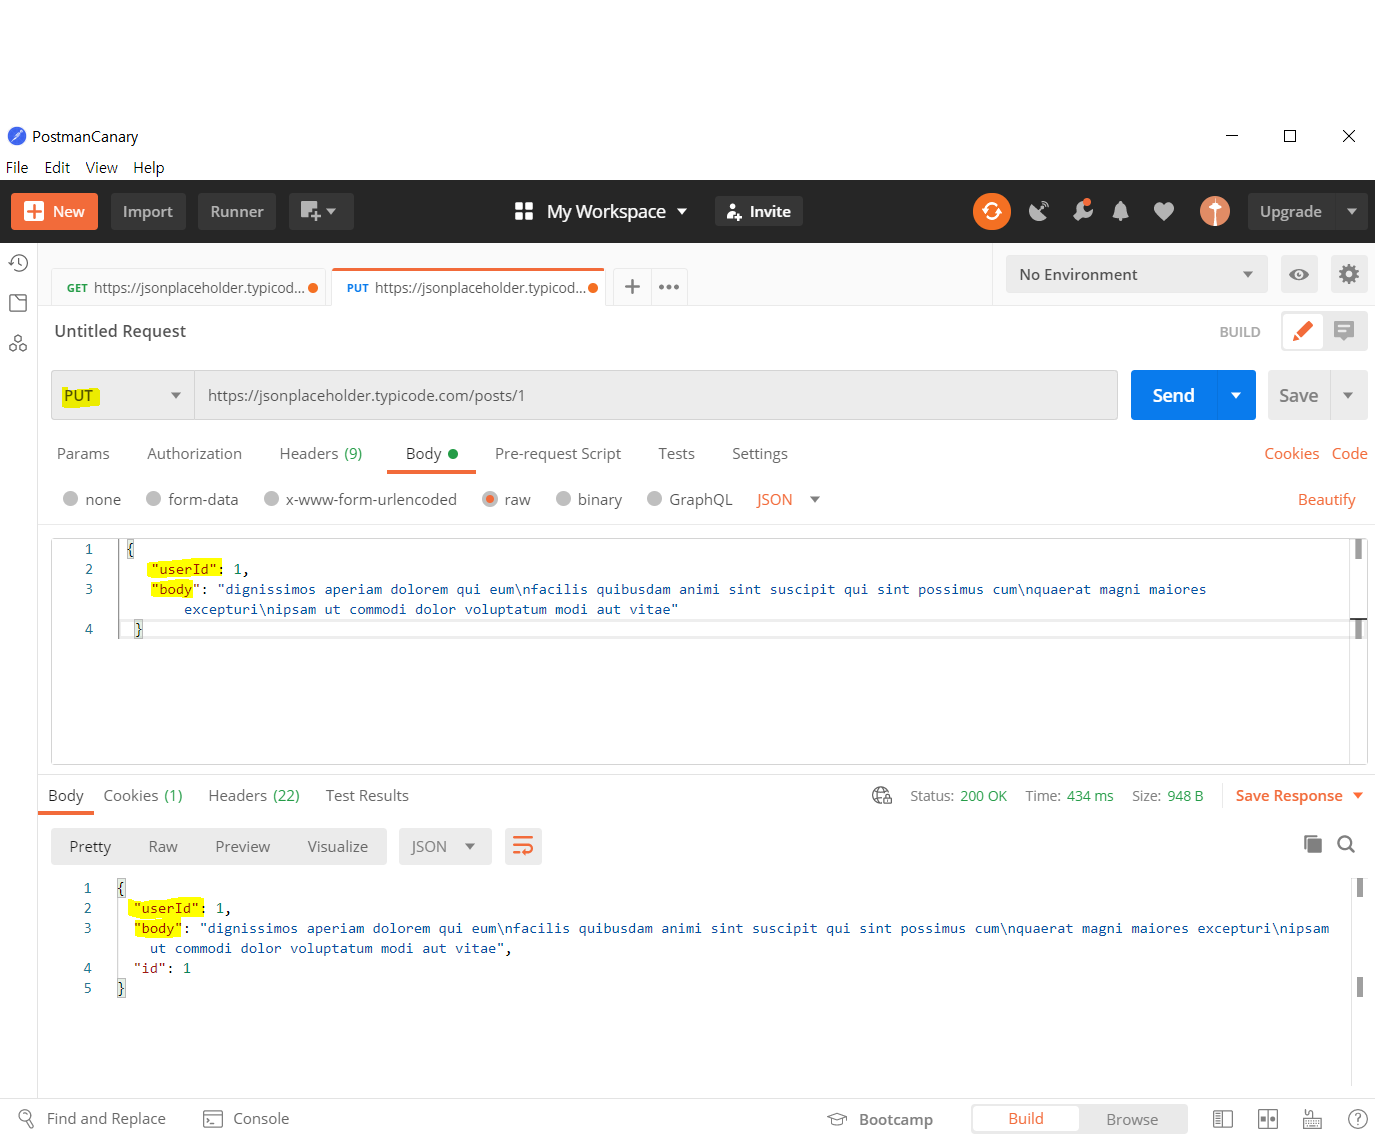 PostmanCanary
File Edit View Help
New Import Runner My Workspace Invite Upgrade
GET https://jsonplaceholder.typicod... PUT https://jsonplaceholder.typicod... No Environment
Untitled Request BUILD
PUT https://jsonplaceholder.typicode.com/posts/1 Send Save
Params Authorization Headers (9) Body Pre-request Script Tests Settings Cookies Code
none form-data x-www-form-urlencoded raw binary GraphQL JSON Beautify
1 {
2 "userId": 1,
3 "body": "dignissimos aperiam dolorem qui eum\nfacilis quibusdam animi sint suscipit qui sint possimus cum\nquaerat magni maiores
excepturi\nipsam ut commodi dolor voluptatum modi aut vitae"
4 }
Body Cookies (1) Headers (22) Test Results Status: 200 OK Time: 434 ms Size: 948 B Save Response
Pretty Raw Preview Visualize JSON
1 {
2 "userId": 1,
3 "body": "dignissimos aperiam dolorem qui eum\nfacilis quibusdam animi sint suscipit qui sint possimus cum\nquaerat magni maiores excepturi\nipsam
ut commodi dolor voluptatum modi aut vitae",
4 "id": 1
5 }
Find and Replace Console Bootcamp Build Browse